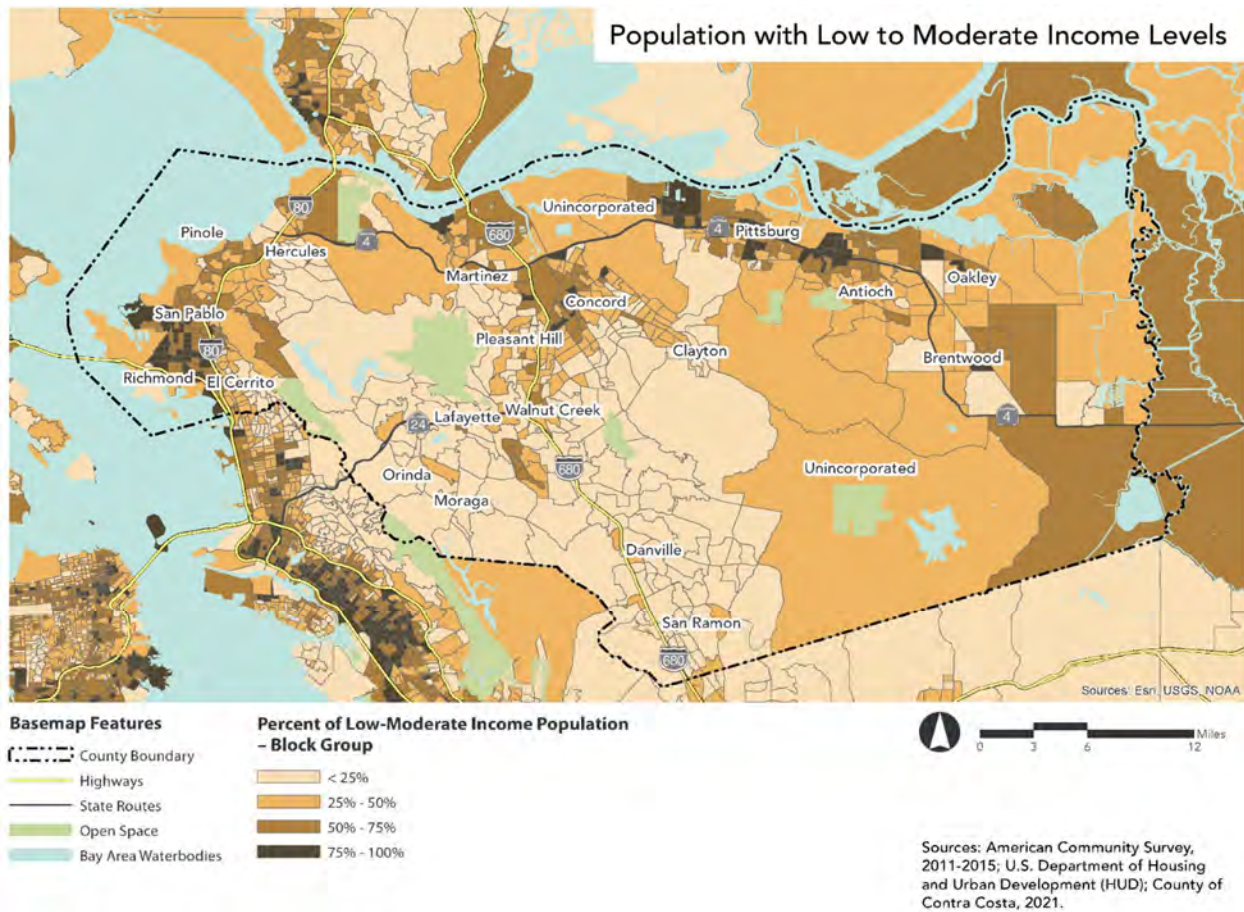 Population with Low to Moderate Income Levels
Unincorporated
80
Pinole
680
4
Pittsburg
Hercules
4
Martinez
Oakley
Antioch
Concord
San Pablo
Pleasant Hill
80
Clayton
Brentwood
Richmond
El Cerrito
Lafayette
Walnut Creek
4
24
Orinda
680
Unincorporated
Moraga
Danville
San Ramon
680
Sources: Esri, USGS, NOAA
Basemap Features
County Boundary
Highways
State Routes
Open Space
Bay Area Waterbodies
Percent of Low-Moderate Income Population
– Block Group
< 25%
25% - 50%
50% - 75%
75% - 100%
Miles
0 3 6 12
Sources: American Community Survey,
2011-2015; U.S. Department of Housing
and Urban Development (HUD); County of
Contra Costa, 2021.